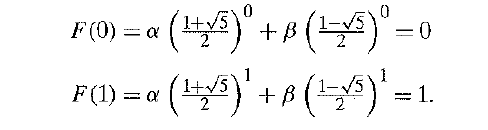 F(0) = α ((1+√5)/2)^0 + β ((1−√5)/2)^0 = 0
F(1) = α ((1+√5)/2)^1 + β ((1−√5)/2)^1 = 1.